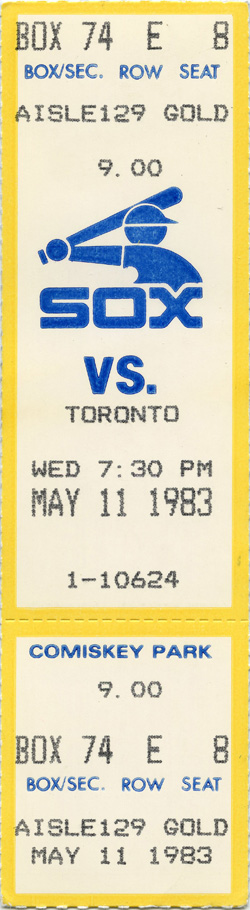 BOX 74 E 8
BOX/SEC. ROW SEAT
AISLE129 GOLD
9.00
SOX
VS.
TORONTO
WED 7:30 PM
MAY 11 1983
1-10624
COMISKEY PARK
9.00
BOX 74 E 8
BOX/SEC. ROW SEAT
AISLE129 GOLD
MAY 11 1983